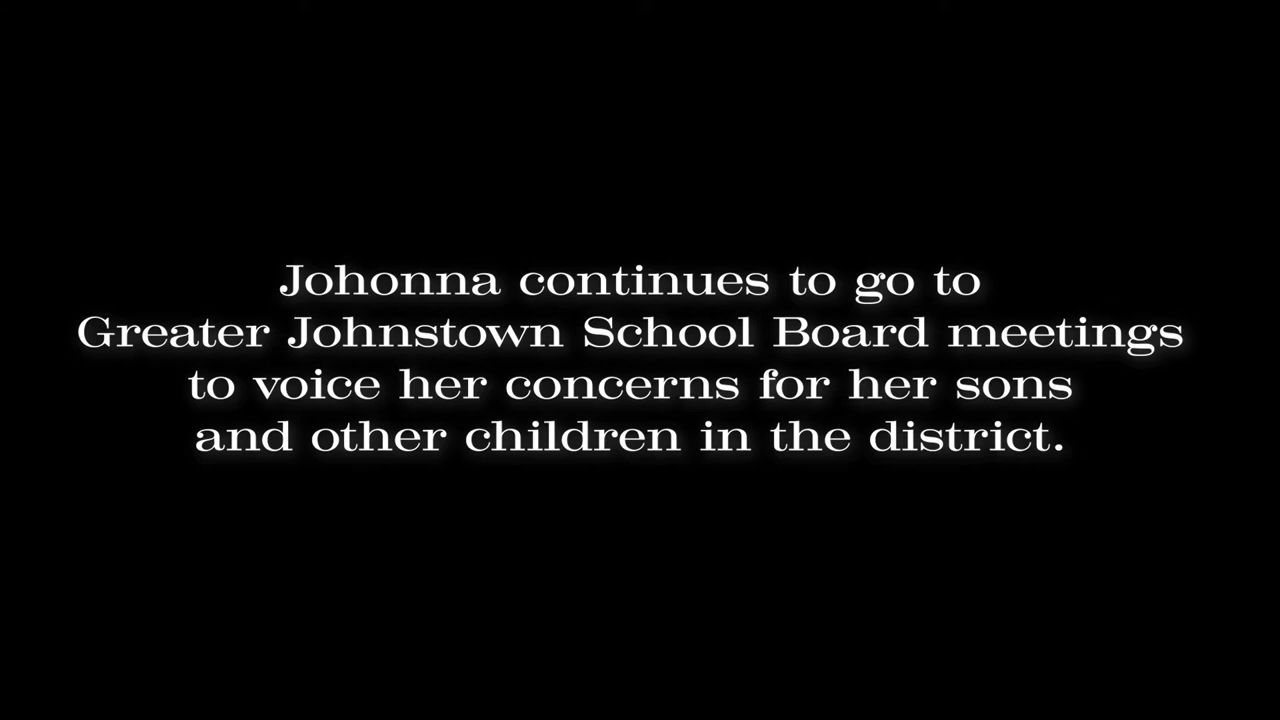 Johonna continues to go to
Greater Johnstown School Board meetings
to voice her concerns for her sons
and other children in the district.